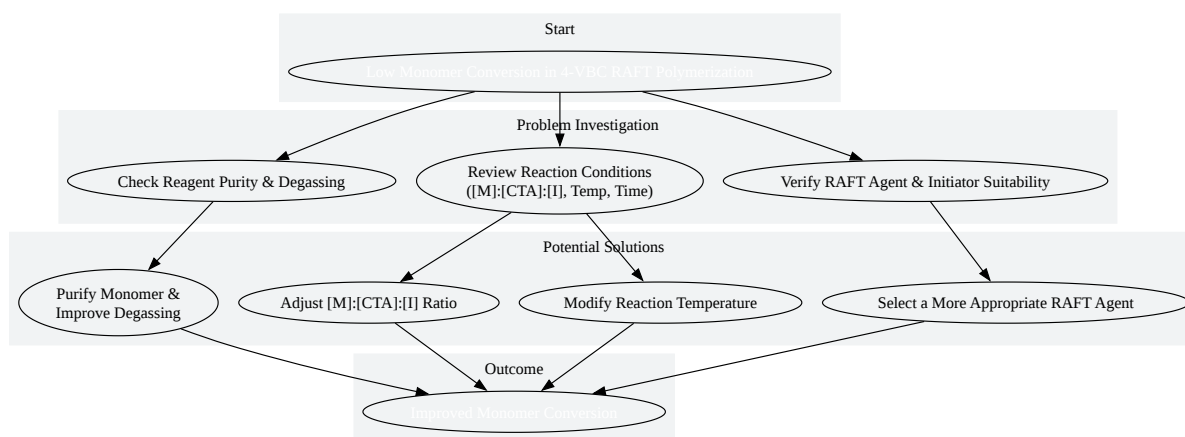 Start
Low Monomer Conversion in 4-VBC RAFT Polymerization
Problem Investigation
Check Reagent Purity & Degassing
Review Reaction Conditions
([M]:[CTA]:[I], Temp, Time)
Verify RAFT Agent & Initiator Suitability
Potential Solutions
Purify Monomer &
Improve Degassing
Adjust [M]:[CTA]:[I] Ratio
Modify Reaction Temperature
Select a More Appropriate RAFT Agent
Outcome
Improved Monomer Conversion